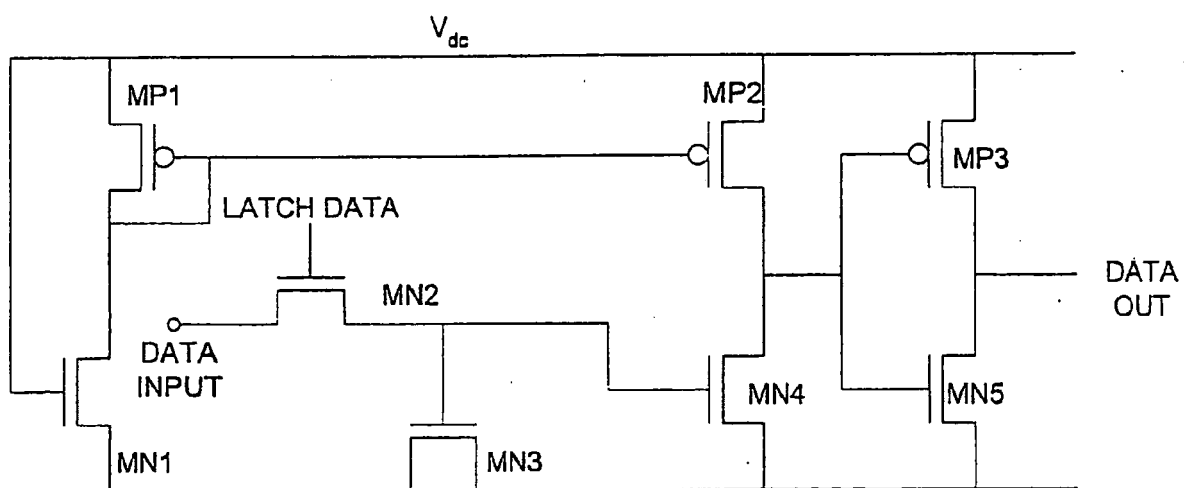 V_dc
MP1
MP2
MP3
LATCH DATA
MN2
DATA
INPUT
DATA
OUT
MN4
MN5
MN1
MN3